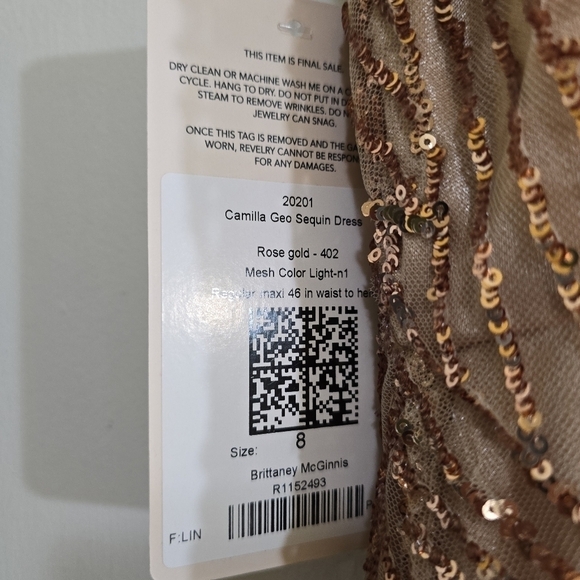 THIS ITEM IS FINAL SALE.
DRY CLEAN OR MACHINE WASH ME ON A
CYCLE. HANG TO DRY. DO NOT PUT IN
STEAM TO REMOVE WRINKLES. DO
JEWELRY CAN SNAG.
ONCE THIS TAG IS REMOVED AND THE
WORN, REVELRY CANNOT BE
FOR ANY DAMAGES.
20201
Camilla Geo Sequin Dress
Rose gold - 402
Mesh Color Light-n1
Regular maxi 46 in waist to
Size: 8
Brittaney McGinnis
R1152493
F:LIN